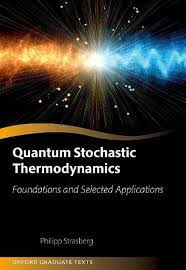 Quantum Stochastic
Thermodynamics
Foundations and Selected Applications
Philipp Strasberg
OXFORD GRADUATE TEXTS